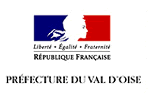 Liberté • Égalité • Fraternité
RÉPUBLIQUE FRANÇAISE
PRÉFECTURE DU VAL D'OISE